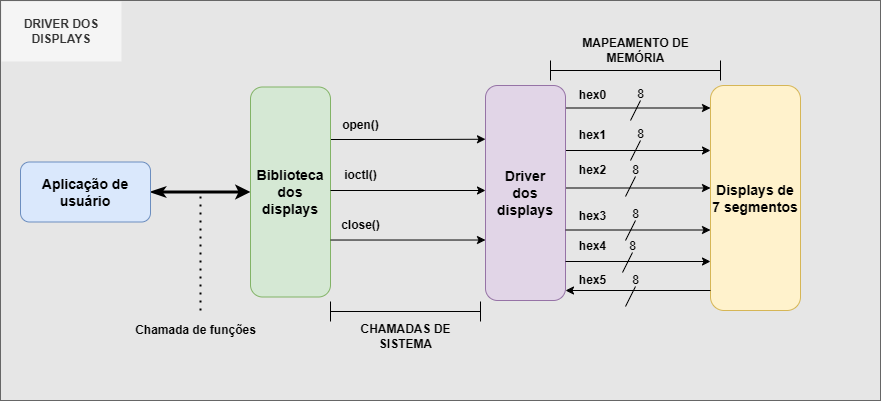 DRIVER DOS
DISPLAYS
MAPEAMENTO DE
MEMÓRIA
hex0
8
open()
hex1
8
Aplicação de
usuário
Biblioteca
dos
displays
ioctl()
Driver
dos
displays
hex2
8
Displays de
7 segmentos
close()
hex3
8
hex4
8
hex5
8
Chamada de funções
CHAMADAS DE
SISTEMA